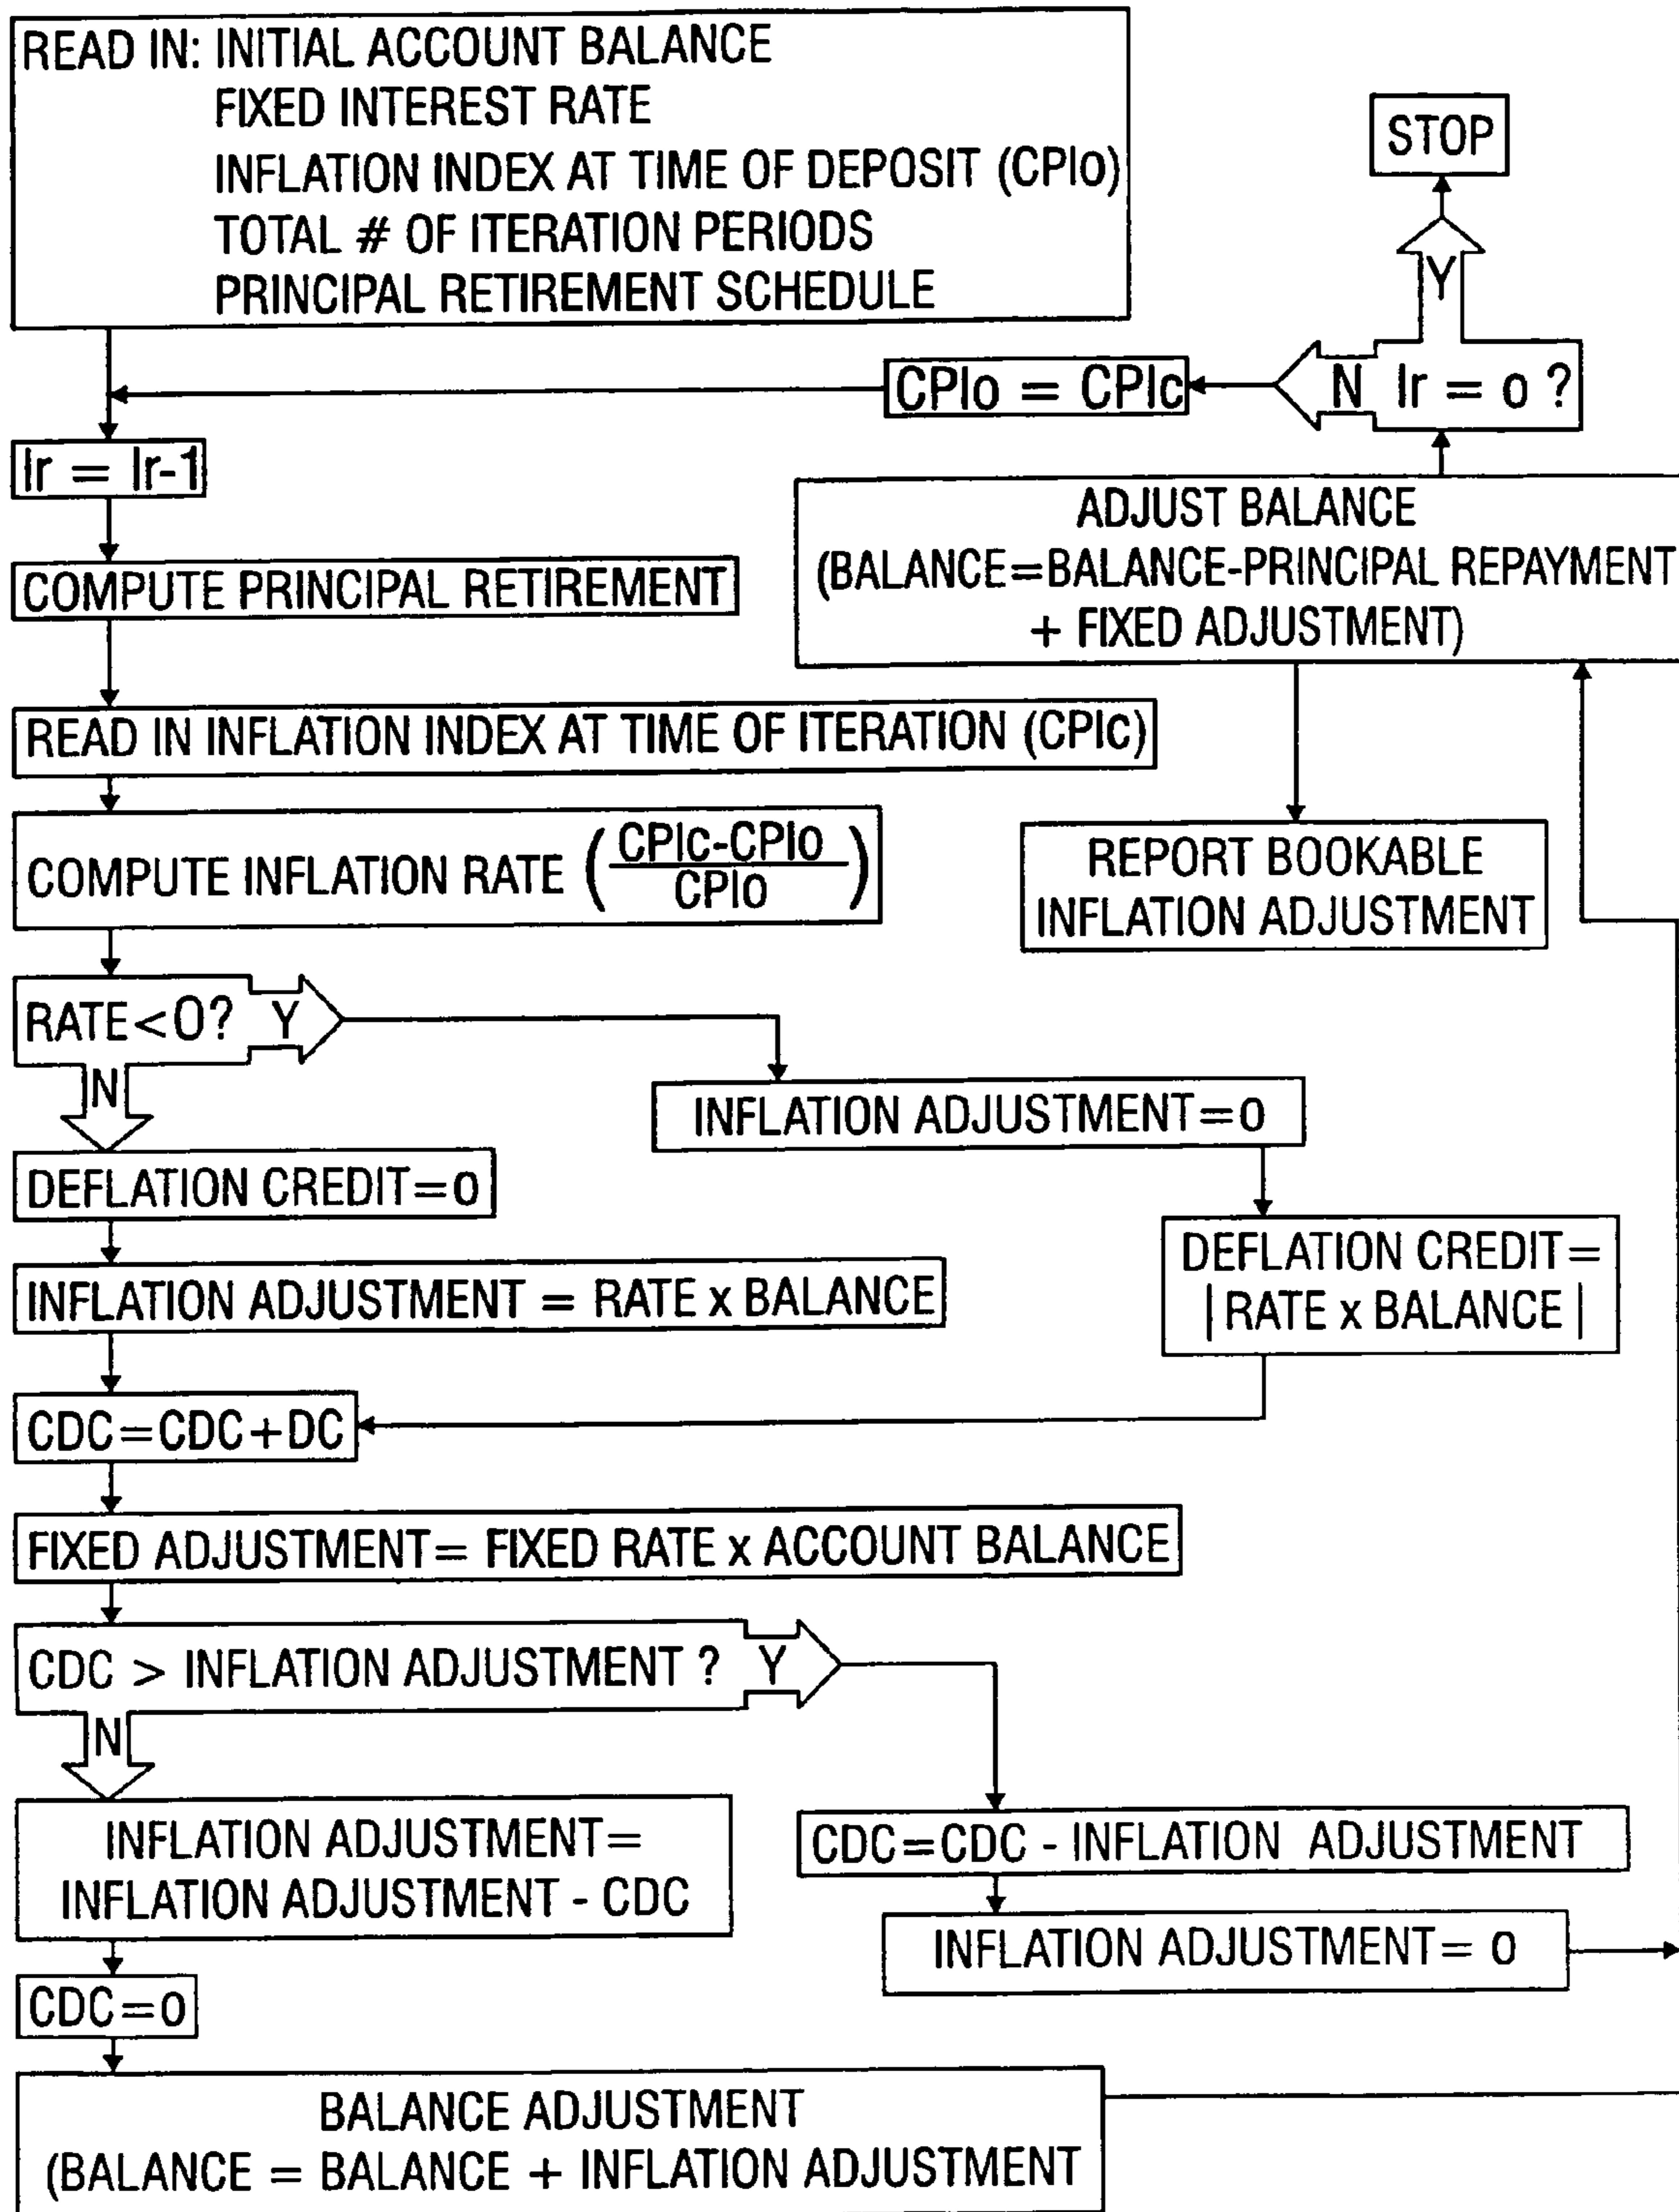 READ IN: INITIAL ACCOUNT BALANCE
FIXED INTEREST RATE
INFLATION INDEX AT TIME OF DEPOSIT (CPIo)
TOTAL # OF ITERATION PERIODS
PRINCIPAL RETIREMENT SCHEDULE
STOP
Y
N Ir = o ?
CPIo = CPIc
Ir = Ir-1
ADJUST BALANCE
(BALANCE=BALANCE-PRINCIPAL REPAYMENT
+ FIXED ADJUSTMENT)
COMPUTE PRINCIPAL RETIREMENT
READ IN INFLATION INDEX AT TIME OF ITERATION (CPIc)
COMPUTE INFLATION RATE (CPIc-CPIo / CPIo)
REPORT BOOKABLE
INFLATION ADJUSTMENT
RATE<O? Y
N
INFLATION ADJUSTMENT=o
DEFLATION CREDIT=o
DEFLATION CREDIT=
| RATE x BALANCE |
INFLATION ADJUSTMENT = RATE x BALANCE
CDC=CDC+DC
FIXED ADJUSTMENT= FIXED RATE x ACCOUNT BALANCE
CDC > INFLATION ADJUSTMENT ? Y
N
INFLATION ADJUSTMENT=
INFLATION ADJUSTMENT - CDC
CDC=CDC - INFLATION ADJUSTMENT
INFLATION ADJUSTMENT= o
CDC=o
BALANCE ADJUSTMENT
(BALANCE = BALANCE + INFLATION ADJUSTMENT